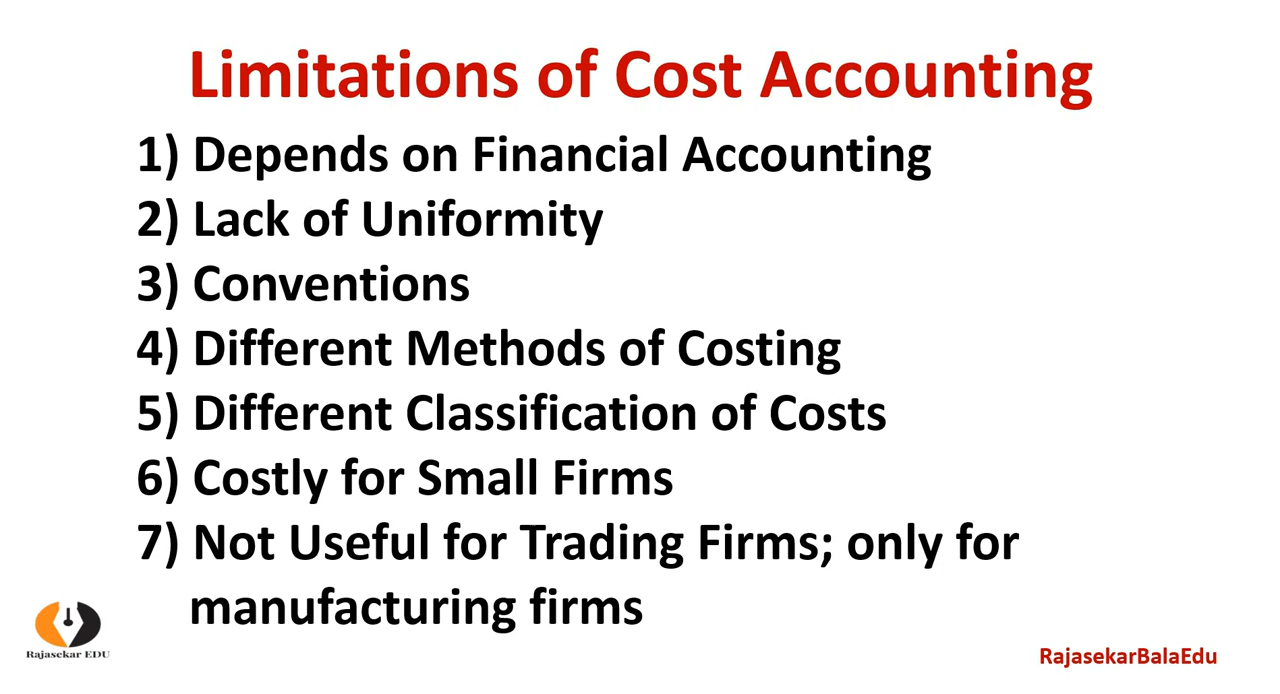 Limitations of Cost Accounting
1) Depends on Financial Accounting
2) Lack of Uniformity
3) Conventions
4) Different Methods of Costing
5) Different Classification of Costs
6) Costly for Small Firms
7) Not Useful for Trading Firms; only for
manufacturing firms
Rajasekar EDU
RajasekarBalaEdu